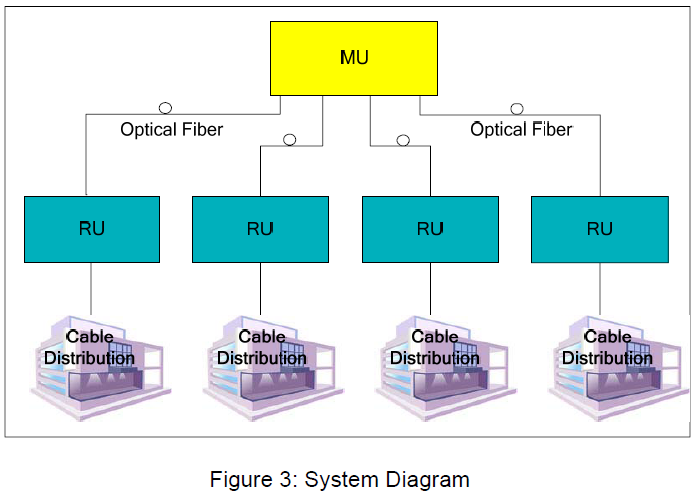 MU
Optical Fiber
Optical Fiber
RU
RU
RU
RU
Cable
Distribution
Cable
Distribution
Cable
Distribution
Cable
Distribution
Figure 3: System Diagram